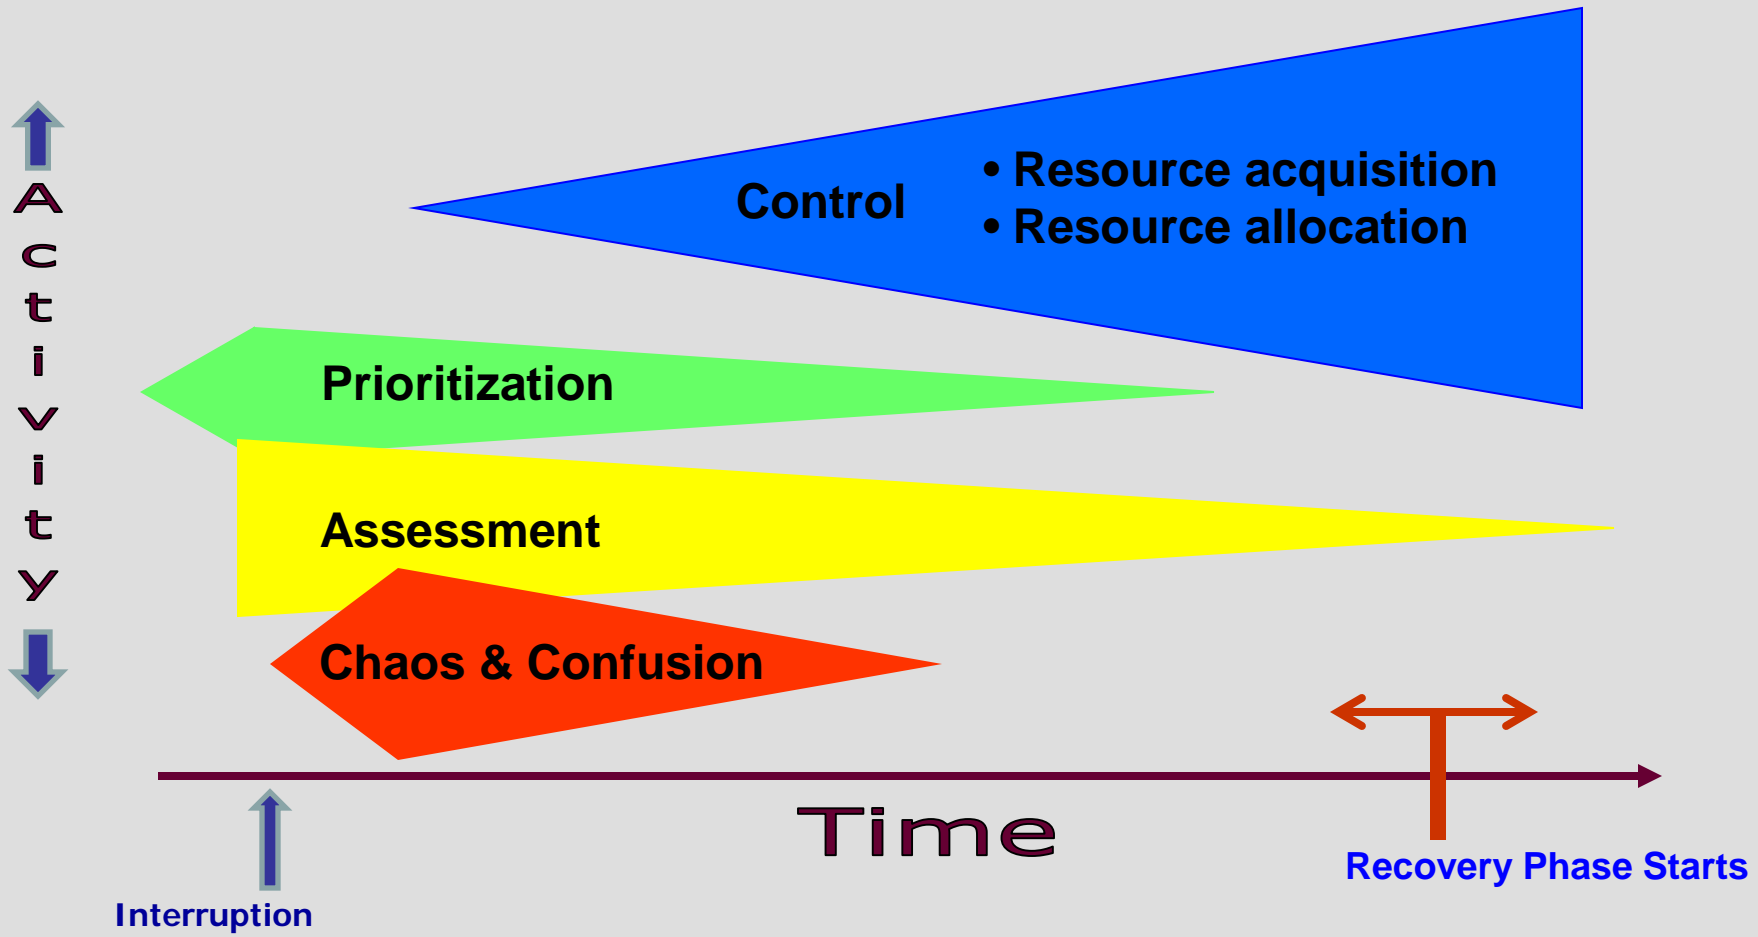 Activity
Control
• Resource acquisition
• Resource allocation
Prioritization
Assessment
Chaos & Confusion
Time
Recovery Phase Starts
Interruption